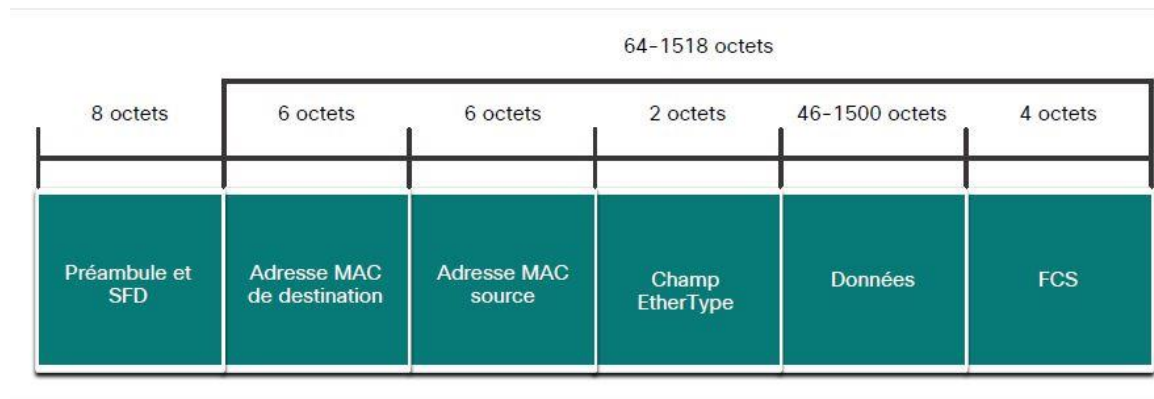 64-1518 octets
8 octets
6 octets
6 octets
2 octets
46-1500 octets
4 octets
Préambule et
SFD
Adresse MAC
de destination
Adresse MAC
source
Champ
EtherType
Données
FCS